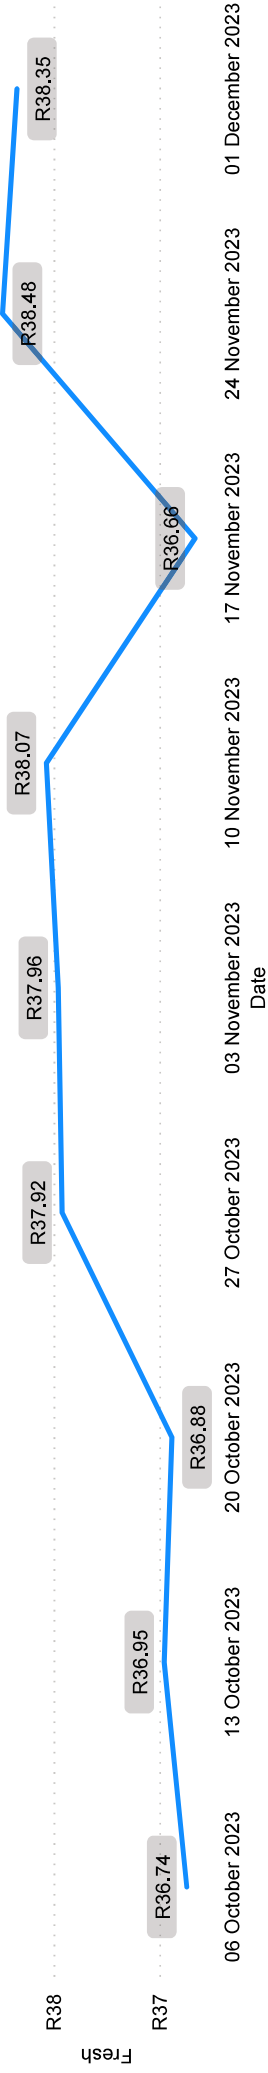 Fresh
R38
R37
R36.74
R36.95
R36.88
R37.92
R37.96
R38.07
R36.66
R38.48
R38.35
06 October 2023
13 October 2023
20 October 2023
27 October 2023
03 November 2023
10 November 2023
17 November 2023
24 November 2023
01 December 2023
Date